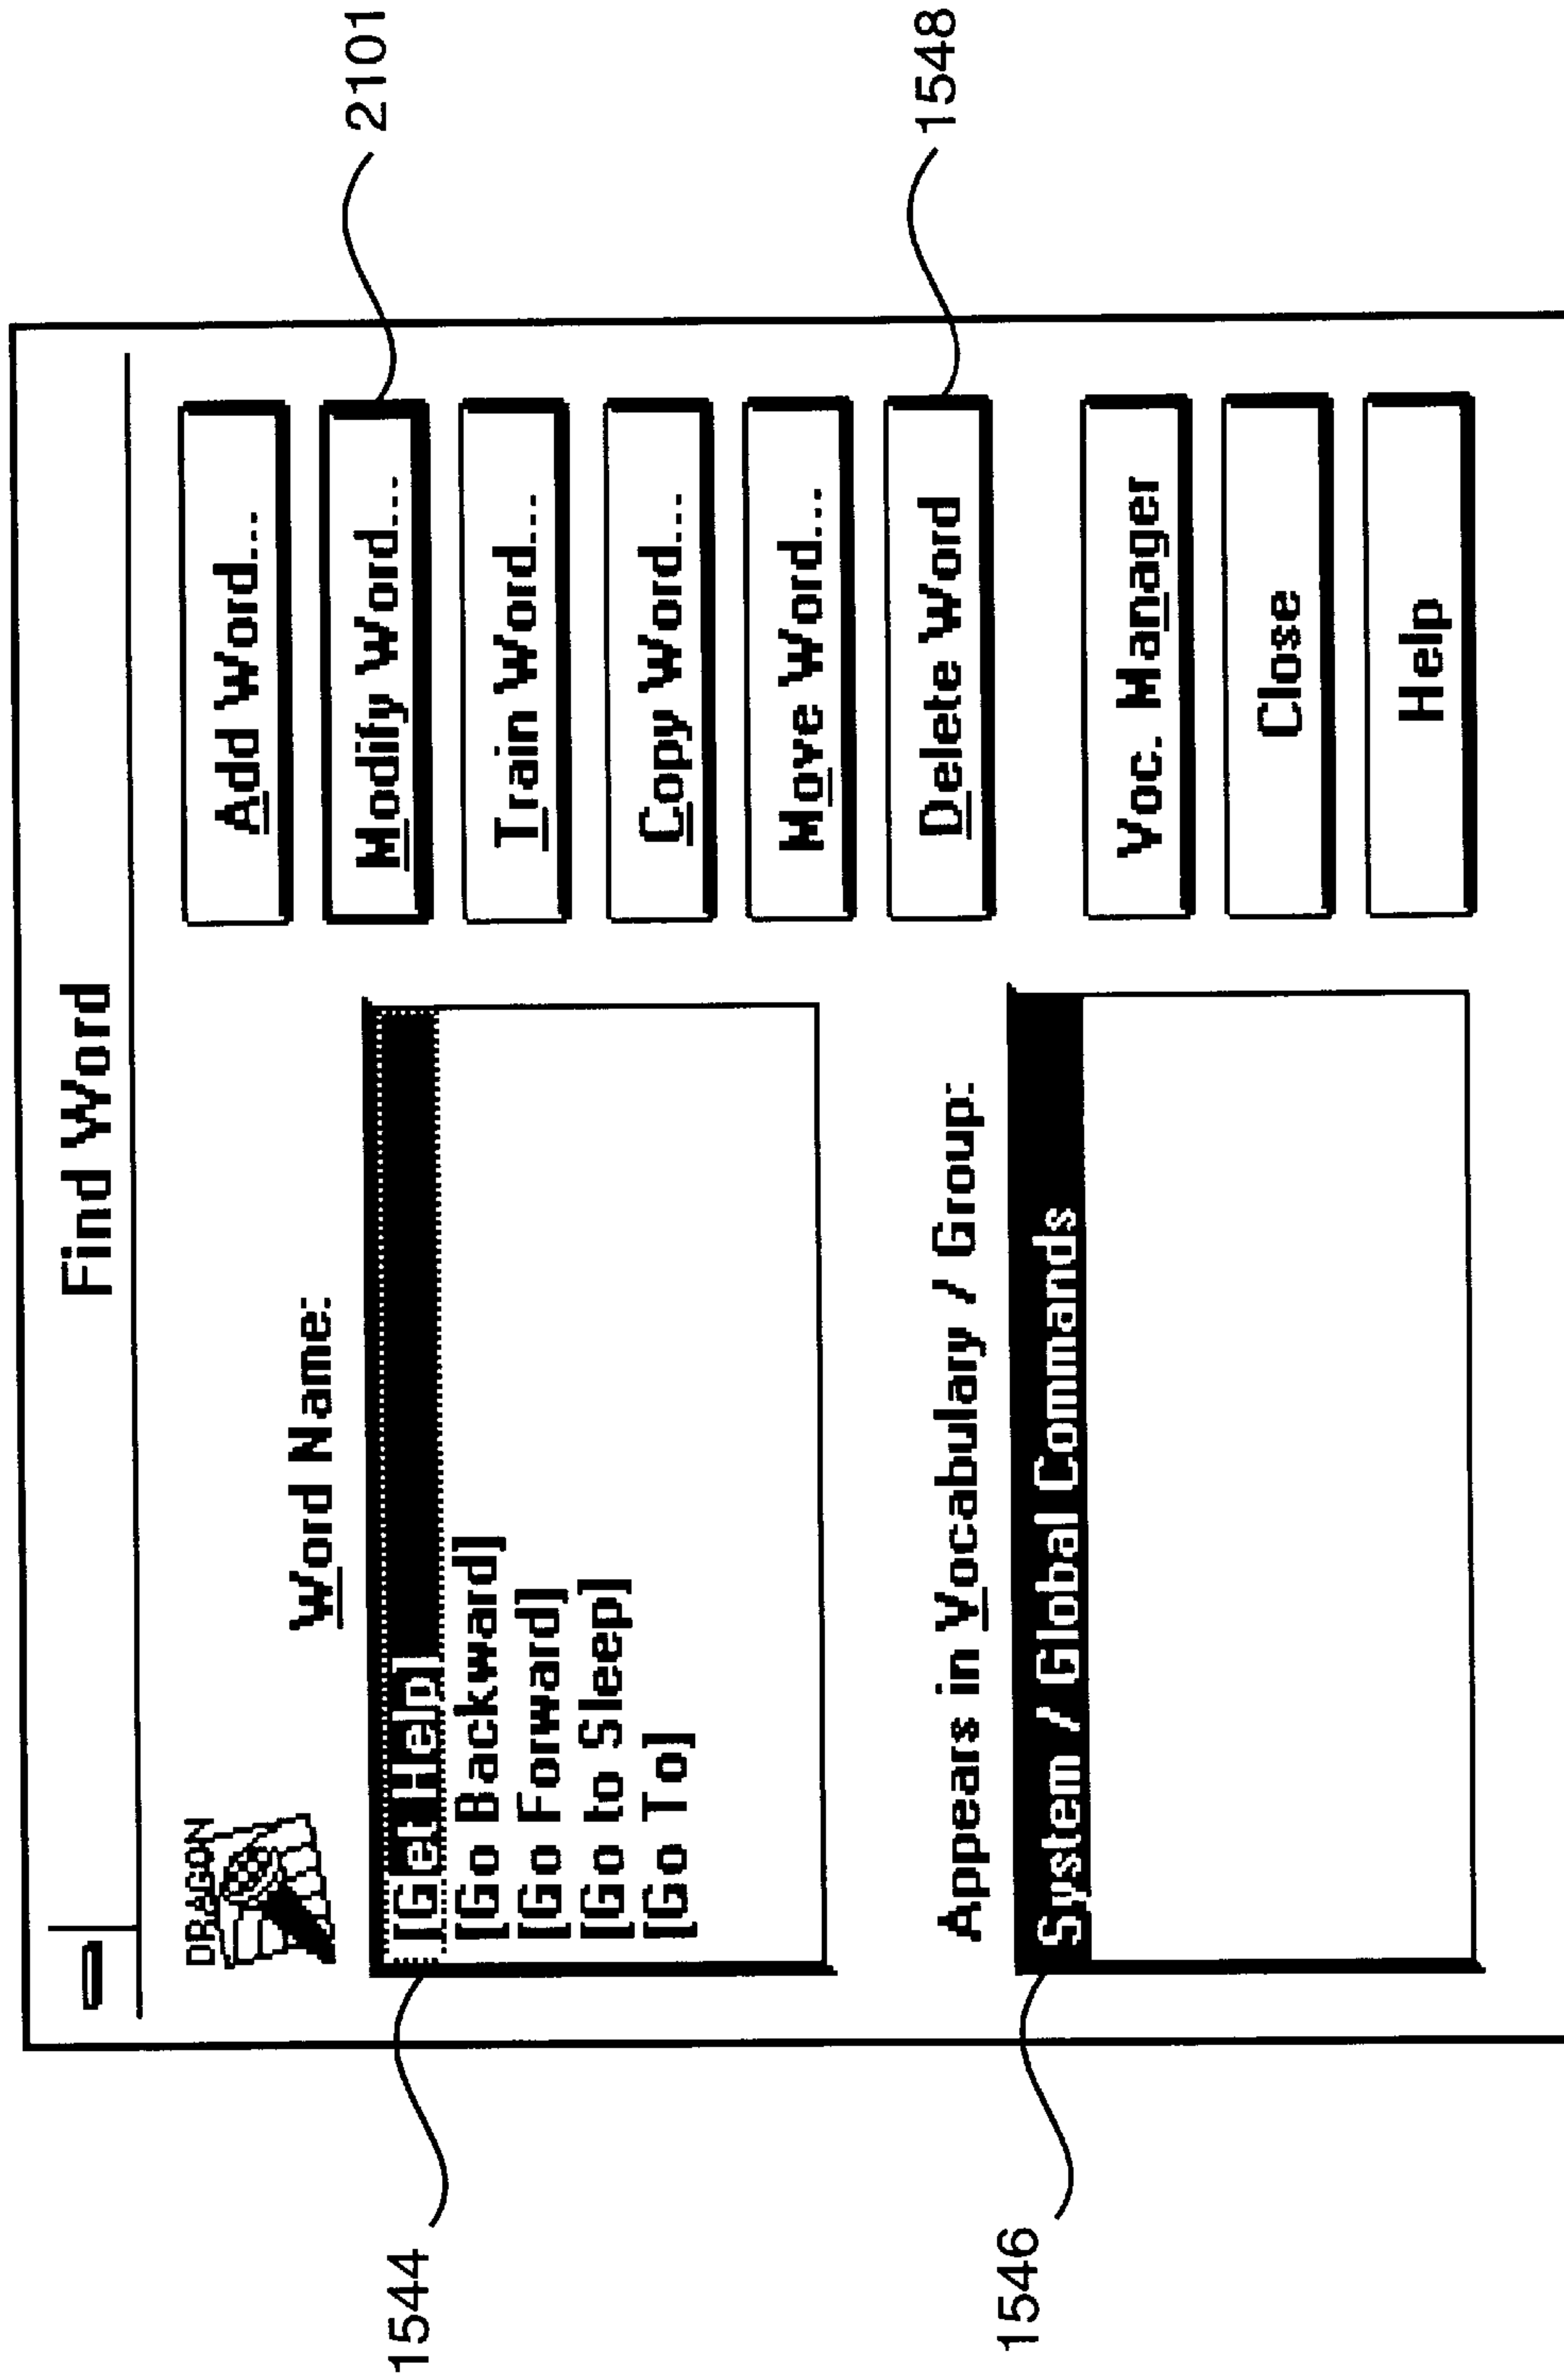 Find Word
DRAGON
Word Name:
[Get Help]
[Go Backward]
[Go Forward]
[Go to Sleep]
[Go To]
Appears in Vocabulary / Group:
System / Global Commands
Add Word...
Modify Word...
Train Word...
Copy Word...
Move Word...
Delete Word
Voc. Manager
Close
Help
1544
1546
2101
1548